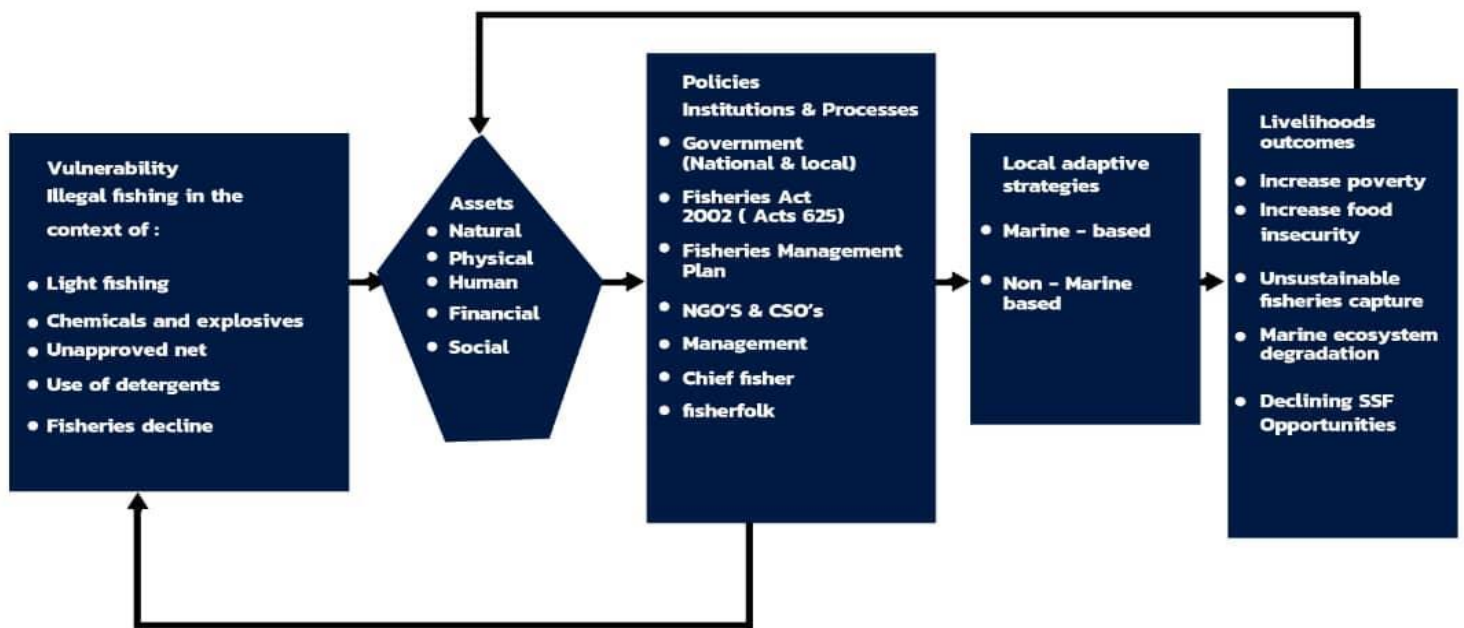 Vulnerability
Illegal fishing in the
context of :
• Light fishing
• Chemicals and explosives
• Unapproved net
• Use of detergents
• Fisheries decline
Assets
• Natural
• Physical
• Human
• Financial
• Social
Policies
Institutions & Processes
• Government
(National & local)
• Fisheries Act
2002 ( Acts 625)
• Fisheries Management
Plan
• NGO'S & CSO's
• Management
• Chief fisher
• fisherfolk
Local adaptive
strategies
• Marine - based
• Non - Marine
based
Livelihoods
outcomes
• Increase poverty
• Increase food
insecurity
• Unsustainable
fisheries capture
• Marine ecosystem
degradation
• Declining SSF
Opportunities